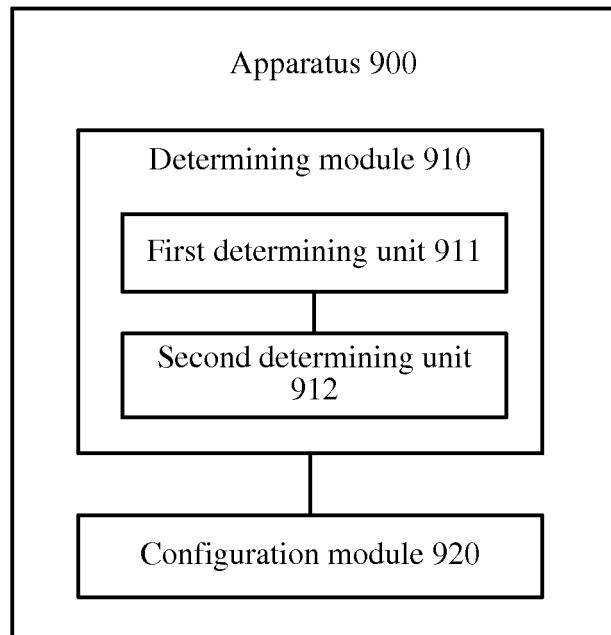 Apparatus 900
Determining module 910
First determining unit 911
Second determining unit
912
Configuration module 920